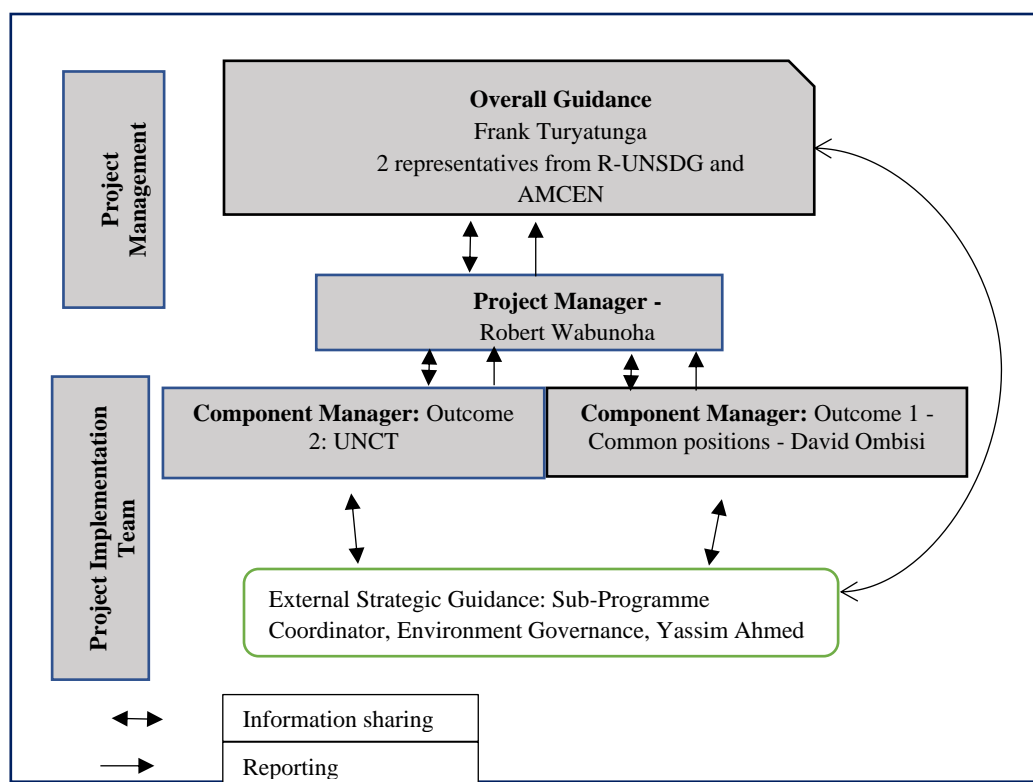 Project
Management
Overall Guidance
Frank Turyatunga
2 representatives from R-UNSDG and
AMCEN
Project Manager -
Robert Wabunoha
Project Implementation
Team
Component Manager: Outcome
2: UNCT
Component Manager: Outcome 1 -
Common positions - David Ombisi
External Strategic Guidance: Sub-Programme
Coordinator, Environment Governance, Yassim Ahmed
Information sharing
Reporting